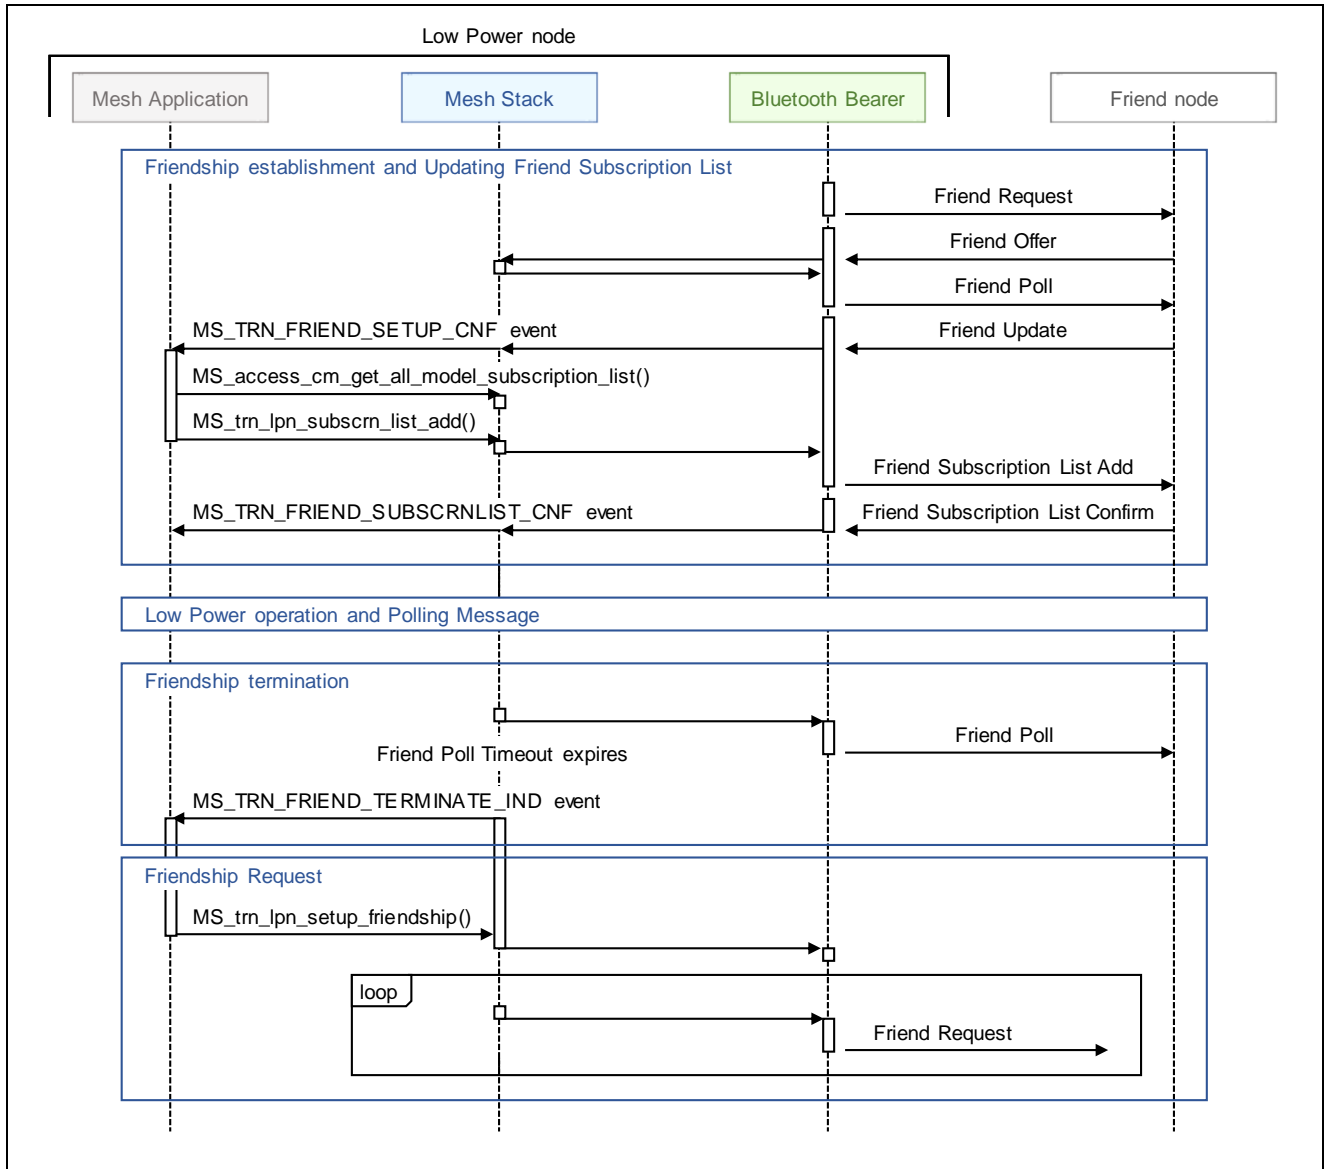 Low Power node
Mesh Application
Mesh Stack
Bluetooth Bearer
Friend node
Friendship establishment and Updating Friend Subscription List
Friend Request
Friend Offer
Friend Poll
MS_TRN_FRIEND_SETUP_CNF event
Friend Update
MS_access_cm_get_all_model_subscription_list()
MS_trn_lpn_subscrn_list_add()
Friend Subscription List Add
MS_TRN_FRIEND_SUBSCRNLIST_CNF event
Friend Subscription List Confirm
Low Power operation and Polling Message
Friendship termination
Friend Poll
Friend Poll Timeout expires
MS_TRN_FRIEND_TERMINATE_IND event
Friendship Request
MS_trn_lpn_setup_friendship()
loop
Friend Request